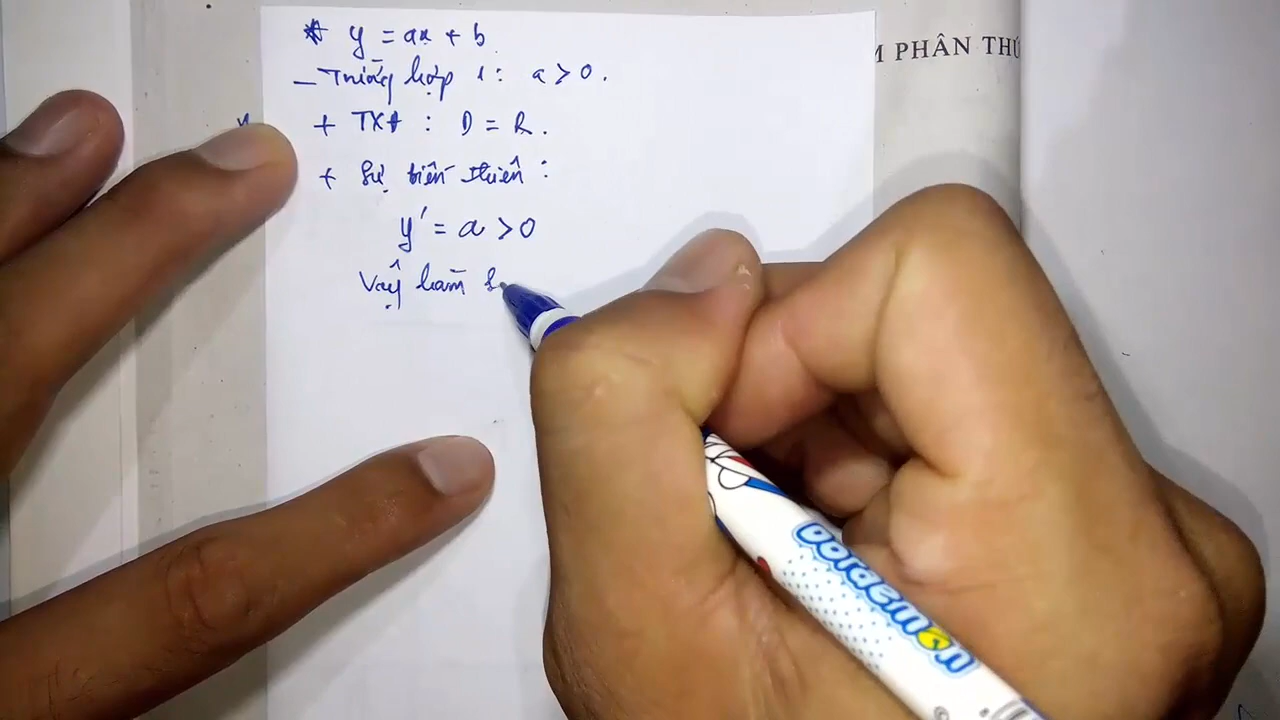 * y = ax + b
- Trường hợp 1: a > 0.
+ TXĐ: D = R.
+ Sự biến thiên:
y' = a > 0
Vậy hàm s
PHÂN THỨ
Doraemon